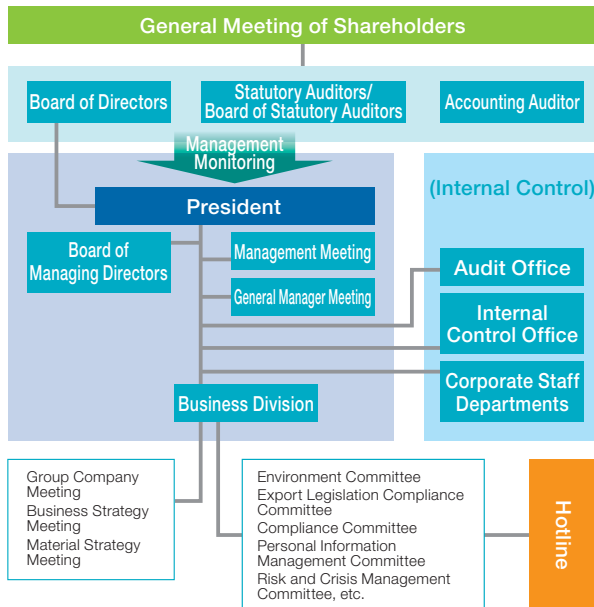 General Meeting of Shareholders
Board of Directors
Statutory Auditors/
Board of Statutory Auditors
Accounting Auditor
Management
Monitoring
President
(Internal Control)
Board of
Managing Directors
Management Meeting
General Manager Meeting
Audit Office
Internal
Control Office
Corporate Staff
Departments
Business Division
Group Company
Meeting
Business Strategy
Meeting
Material Strategy
Meeting
Environment Committee
Export Legislation Compliance
Committee
Compliance Committee
Personal Information
Management Committee
Risk and Crisis Management
Committee, etc.
Hotline